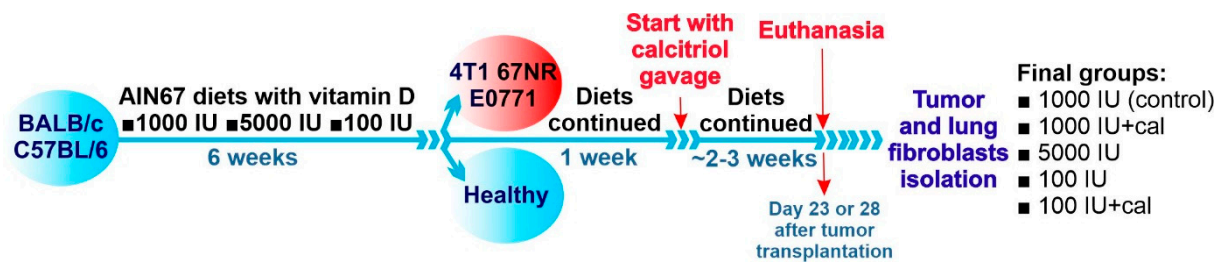 BALB/c
C57BL/6
AIN67 diets with vitamin D
■1000 IU ■5000 IU ■100 IU
6 weeks
4T1 67NR
E0771
Healthy
Diets
continued
1 week
Start with
calcitriol
gavage
Diets
continued
~2-3 weeks
Euthanasia
Day 23 or 28
after tumor
transplantation
Tumor
and lung
fibroblasts
isolation
Final groups:
■ 1000 IU (control)
■ 1000 IU+cal
■ 5000 IU
■ 100 IU
■ 100 IU+cal